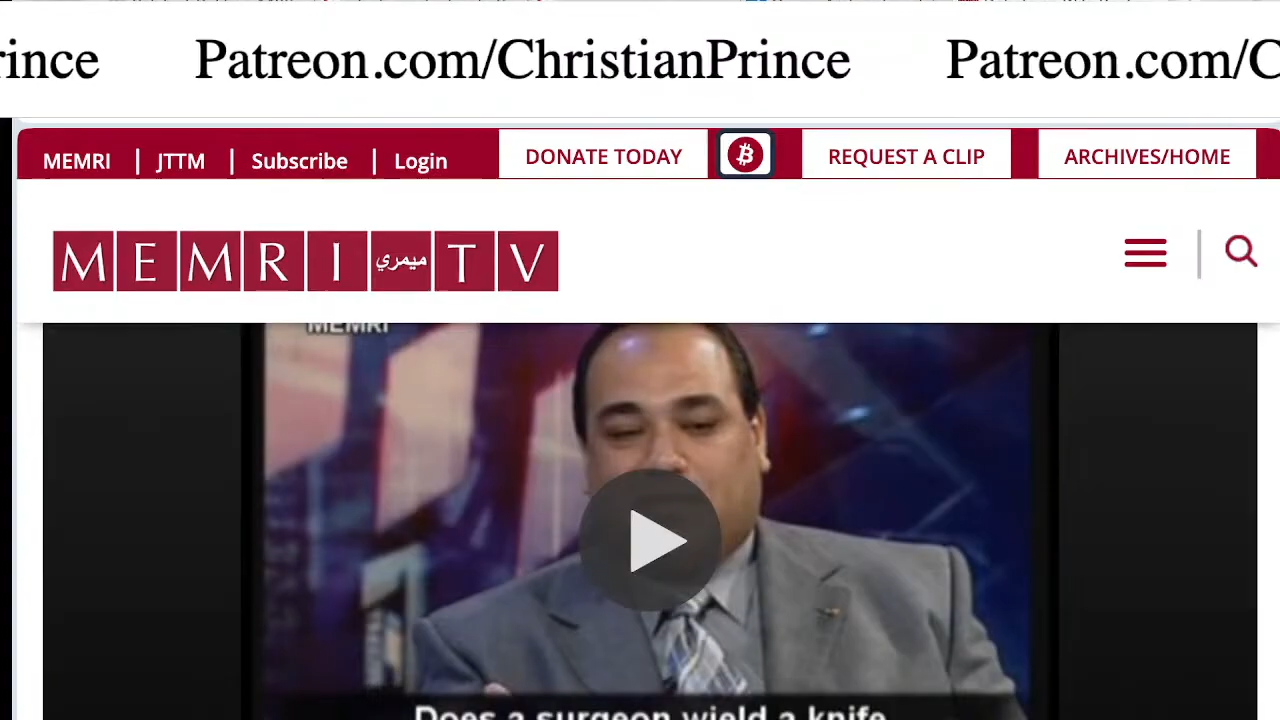 rince Patreon.com/ChristianPrince Patreon.com/C
MEMRI | JTTM | Subscribe | Login DONATE TODAY REQUEST A CLIP ARCHIVES/HOME
MEMRI ميمري TV
MEMRI
Does a surgeon wield a knife